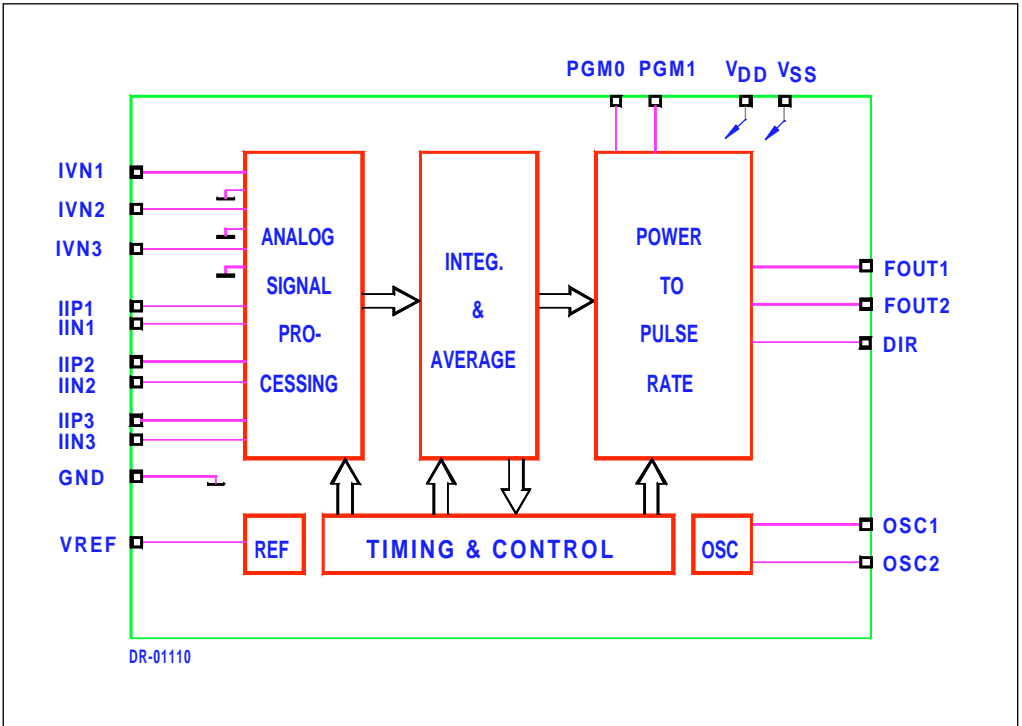 PGM0 PGM1 VDD VSS
IVN1
IVN2
IVN3
IIP1
IIN1
IIP2
IIN2
IIP3
IIN3
GND
VREF
ANALOG
SIGNAL
PRO-
CESSING
INTEG.
&
AVERAGE
POWER
TO
PULSE
RATE
FOUT1
FOUT2
DIR
REF
TIMING & CONTROL
OSC
OSC1
OSC2
DR-01110